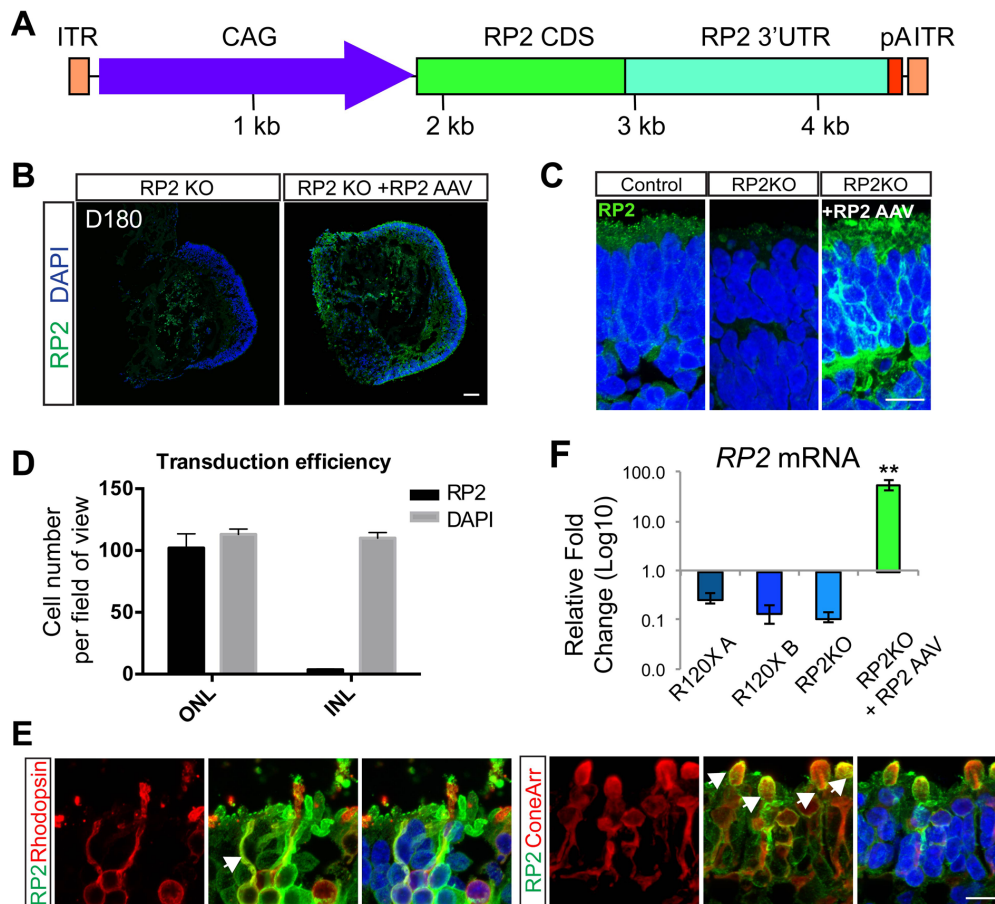 A
ITR CAG RP2 CDS RP2 3'UTR pA ITR
1 kb 2 kb 3 kb 4 kb
B
RP2 KO RP2 KO +RP2 AAV
D180
RP2 DAPI
C
Control RP2KO RP2KO
RP2 +RP2 AAV
D
Transduction efficiency
Cell number
per field of view
150
100
50
0
RP2
DAPI
ONL INL
F
RP2 mRNA
Relative Fold
Change (Log10)
100.0
10.0
1.0
0.1
0.0
**
R120X A
R120X B
RP2KO
RP2KO
+ RP2 AAV
E
RP2 Rhodopsin
RP2 ConeArr